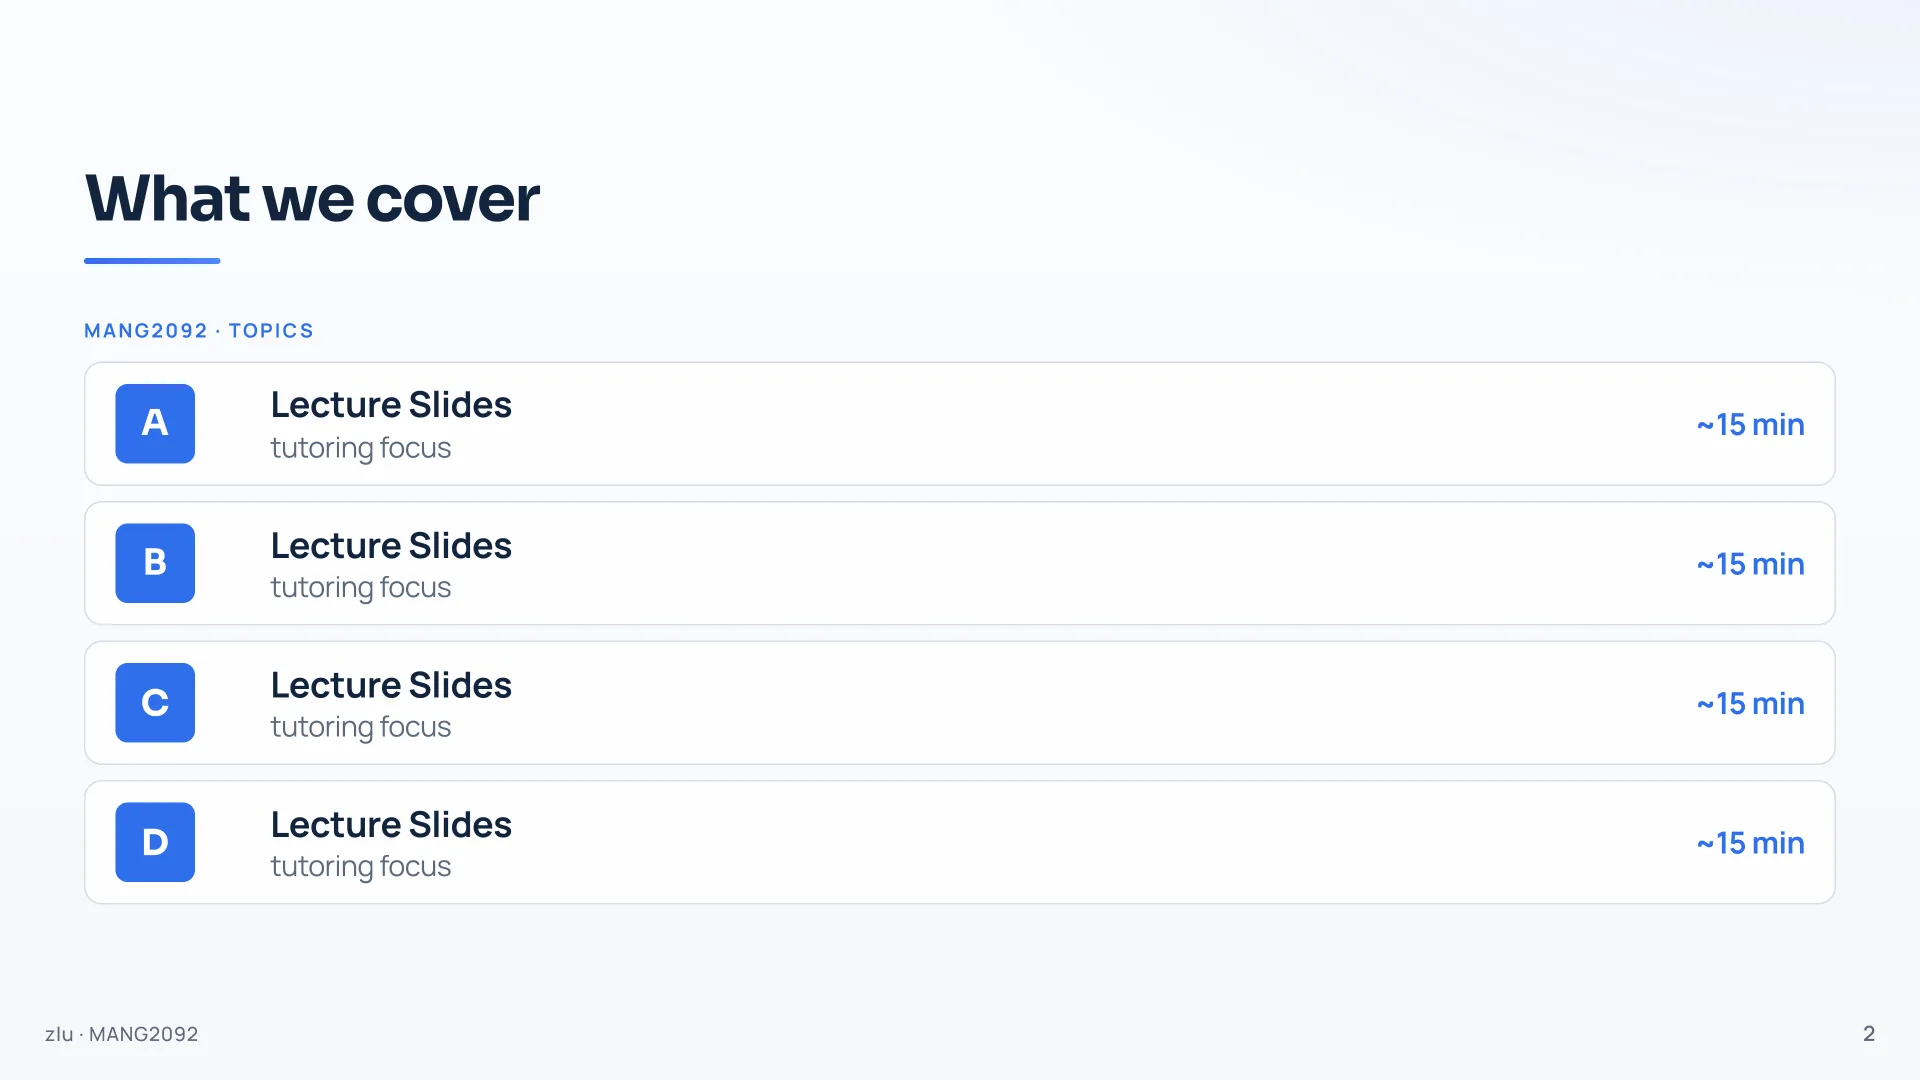 What we cover
MANG2092 · TOPICS
A
Lecture Slides
tutoring focus
~15 min
B
Lecture Slides
tutoring focus
~15 min
C
Lecture Slides
tutoring focus
~15 min
D
Lecture Slides
tutoring focus
~15 min
zlu · MANG2092
2